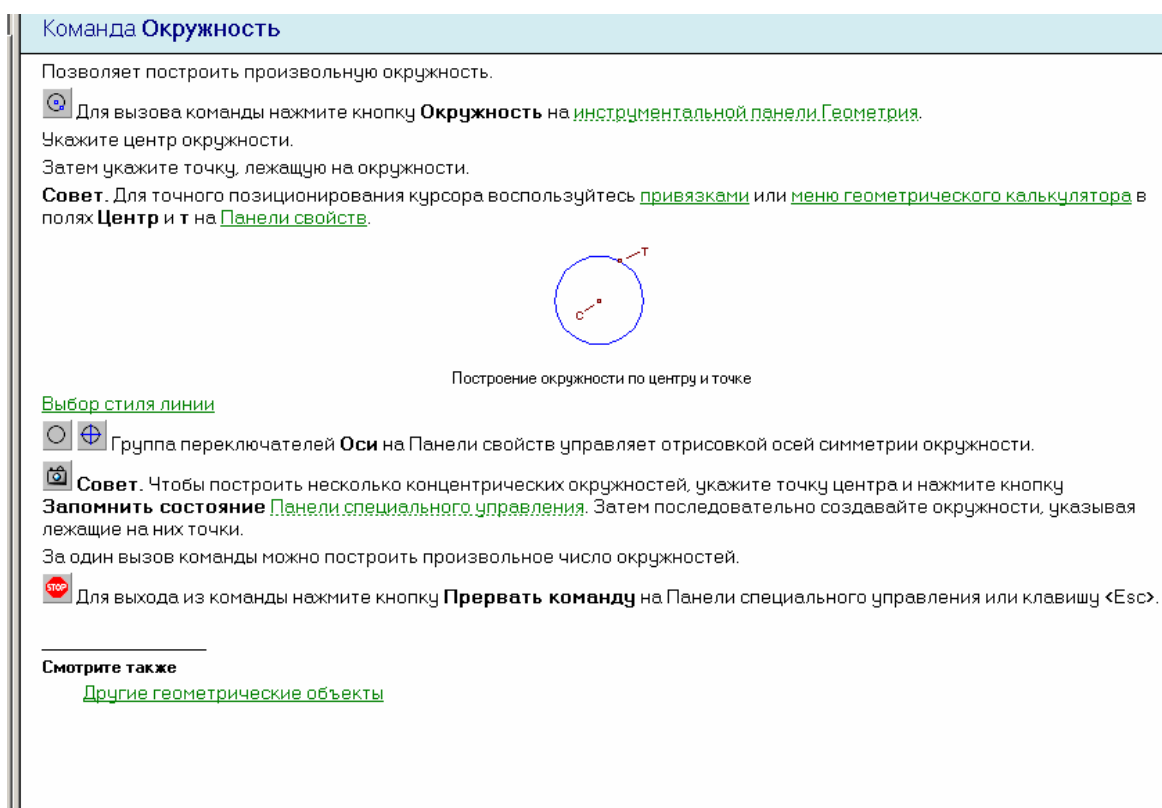 Команда Окружность
Позволяет построить произвольную окружность.
Для вызова команды нажмите кнопку Окружность на инструментальной панели Геометрия.
Укажите центр окружности.
Затем укажите точку, лежащую на окружности.
Совет. Для точного позиционирования курсора воспользуйтесь привязками или меню геометрического калькулятора в
полях Центр и т на Панели свойств.
т
с
Построение окружности по центру и точке
Выбор стиля линии
Группа переключателей Оси на Панели свойств управляет отрисовкой осей симметрии окружности.
Совет. Чтобы построить несколько концентрических окружностей, укажите точку центра и нажмите кнопку
Запомнить состояние Панели специального управления. Затем последовательно создавайте окружности, указывая
лежащие на них точки.
За один вызов команды можно построить произвольное число окружностей.
STOP Для выхода из команды нажмите кнопку Прервать команду на Панели специального управления или клавишу <Esc>.
Смотрите также
Другие геометрические объекты